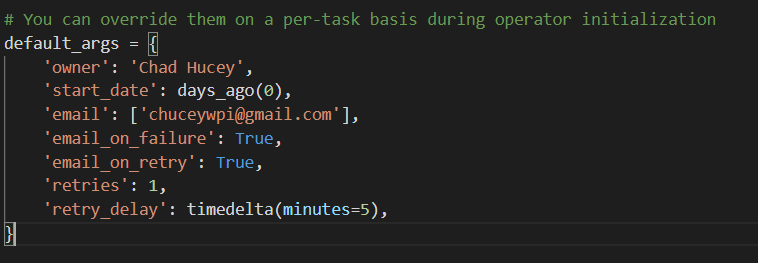 # You can override them on a per-task basis during operator initialization
default_args = {
    'owner': 'Chad Hucey',
    'start_date': days_ago(0),
    'email': ['chuceywpi@gmail.com'],
    'email_on_failure': True,
    'email_on_retry': True,
    'retries': 1,
    'retry_delay': timedelta(minutes=5),
}